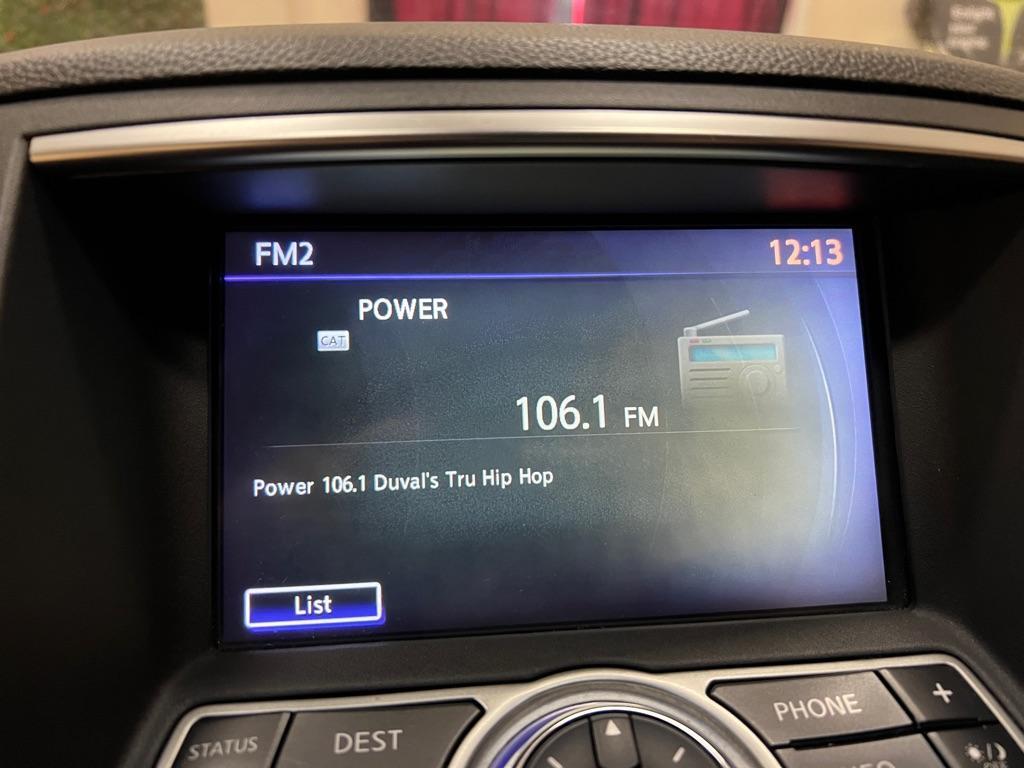 FM2 12:13
POWER
CAT
106.1 FM
Power 106.1 Duval's Tru Hip Hop
List
STATUS DEST PHONE +